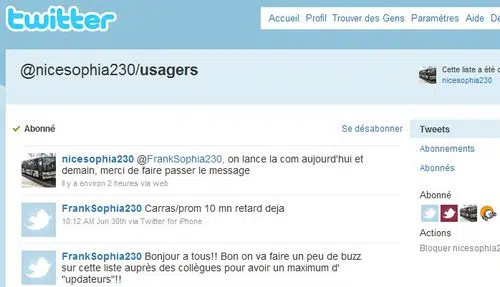 twitter
Accueil Profil Trouver des Gens Paramètres Aide De
@nicesophia230/usagers
Cette liste a été c
nicesophia230
Abonné
Se désabonner
nicesophia230 @FrankSophia230, on lance la com aujourd'hui et
demain, merci de faire passer le message
Il y a environ 2 heures via web
FrankSophia230 Carras/prom 10 mn retard deja
10:12 AM Jun 30th via Twitter for iPhone
FrankSophia230 Bonjour a tous!! Bon on va faire un peu de buzz
sur cette liste auprès des collègues pour avoir un maximum d'
"updateurs"!!
Tweets
Abonnements
Abonnés
Abonné
Actions
Bloquer nicesophia2